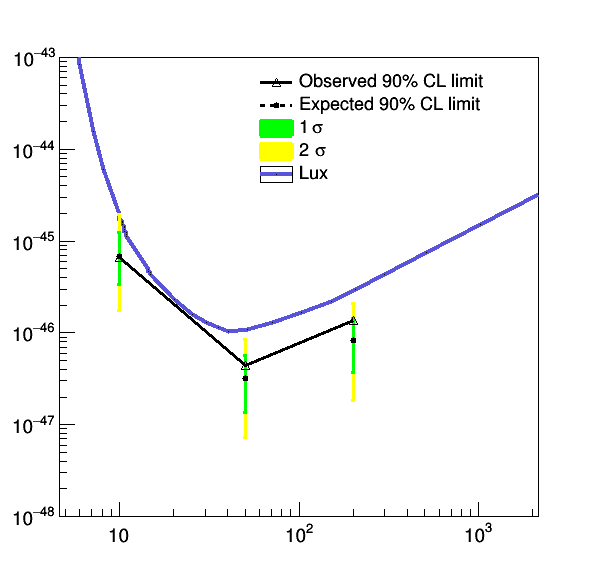 10⁻⁴³
Observed 90% CL limit
Expected 90% CL limit
1 σ
2 σ
Lux
10⁻⁴⁴
10⁻⁴⁵
10⁻⁴⁶
10⁻⁴⁷
10⁻⁴⁸
10 10² 10³